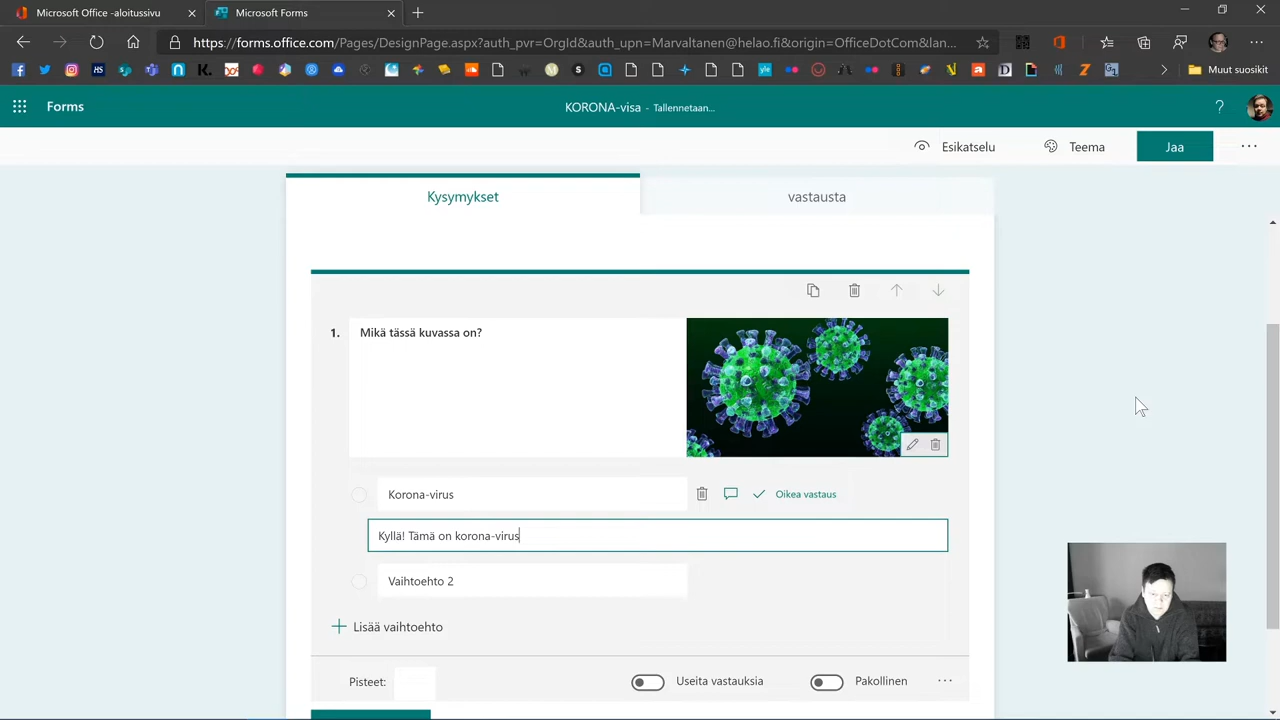 Microsoft Office -aloitussivu
Microsoft Forms
https://forms.office.com/Pages/DesignPage.aspx?auth_pvr=OrgId&auth_upn=Marvaltanen@helao.fi&origin=OfficeDotCom&lan...
Muut suosikit
Forms
KORONA-visa - Tallennetaan...
?
Esikatselu
Teema
Jaa
Kysymykset
vastausta
1. Mikä tässä kuvassa on?
Korona-virus
Oikea vastaus
Kyllä! Tämä on korona-virus
Vaihtoehto 2
Lisää vaihtoehto
Pisteet:
Useita vastauksia
Pakollinen